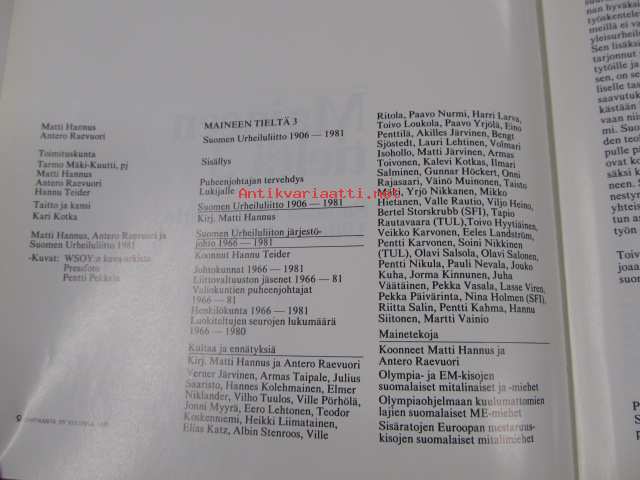 Matti Hannus
Antero Raevuori
Toimituskunta
Tarmo Mäki-Kuutti, pj
Matti Hannus
Antero Raevuori
Hannu Teider
Taitto ja kansi
Kari Kotka
Matti Hannus, Antero Raevuori ja
Suomen Urheiluliitto 1981
-Kuvat: WSOY:n kuva-arkisto
Pressfoto
Pentti Pekkala
MAINEEN TIELTÄ 3
Suomen Urheiluliitto 1906 — 1981
Sisällys
Puheenjohtajan tervehdys
Lukijalle
Suomen Urheiluliitto 1906 — 1981
Kirj. Matti Hannus
Suomen Urheiluliiton järjestö-
johto 1966 — 1981
Koonnut Hannu Teider
Johtokunnat 1966 — 1981
Liittovaltuuston jäsenet 1966 — 81
Valiokuntien puheenjohtajat
1966 — 81
Henkilökunta 1966 — 1981
Luokiteltujen seurojen lukumäärä
1966 — 1980
Kultaa ja ennätyksiä
Kirj. Matti Hannus ja Antero Raevuori
Verner Järvinen, Armas Taipale, Julius
Saaristo, Hannes Kolehmainen, Elmer
Niklander, Vilho Tuulos, Ville Pörhölä,
Jonni Myyrä, Eero Lehtonen, Teodor
Koskenniemi, Heikki Liimatainen,
Elias Katz, Albin Stenroos, Ville
Ritola, Paavo Nurmi, Harri Larva,
Toivo Loukola, Paavo Yrjölä, Eino
Penttilä, Akilles Järvinen, Bengt
Sjöstedt, Lauri Lehtinen, Volmari
Isohollo, Matti Järvinen, Armas
Toivonen, Kalevi Kotkas, Ilmari
Salminen, Gunnar Höckert, Onni
Rajasaari, Väinö Muinonen, Taisto
Mäki, Yrjö Nikkanen, Mikko
Hietanen, Valle Rautio, Viljo Heino,
Bertel Storskrubb (SFI), Tapio
Rautavaara (TUL), Toivo Hyytiäinen,
Veikko Karvonen, Eeles Landström,
Pentti Karvonen, Soini Nikkinen
(TUL), Olavi Salsola, Olavi Salonen,
Pentti Nikula, Pauli Nevala, Jouko
Kuha, Jorma Kinnunen, Juha
Väätäinen, Pekka Vasala, Lasse Viren,
Pekka Päivärinta, Nina Holmen (SFI),
Riitta Salin, Pentti Kahma, Hannu
Siitonen, Martti Vainio
Mainetekoja
Koonneet Matti Hannus ja
Antero Raevuori
Olympia- ja EM-kisojen
suomalaiset mitalinaiset ja -miehet
Olympiaohjelmaan kuulumattomien
lajien suomalaiset ME-miehet
Sisäratojen Euroopan mestaruus-
kisojen suomalaiset mitalimiehet
Antikvariaatti.net